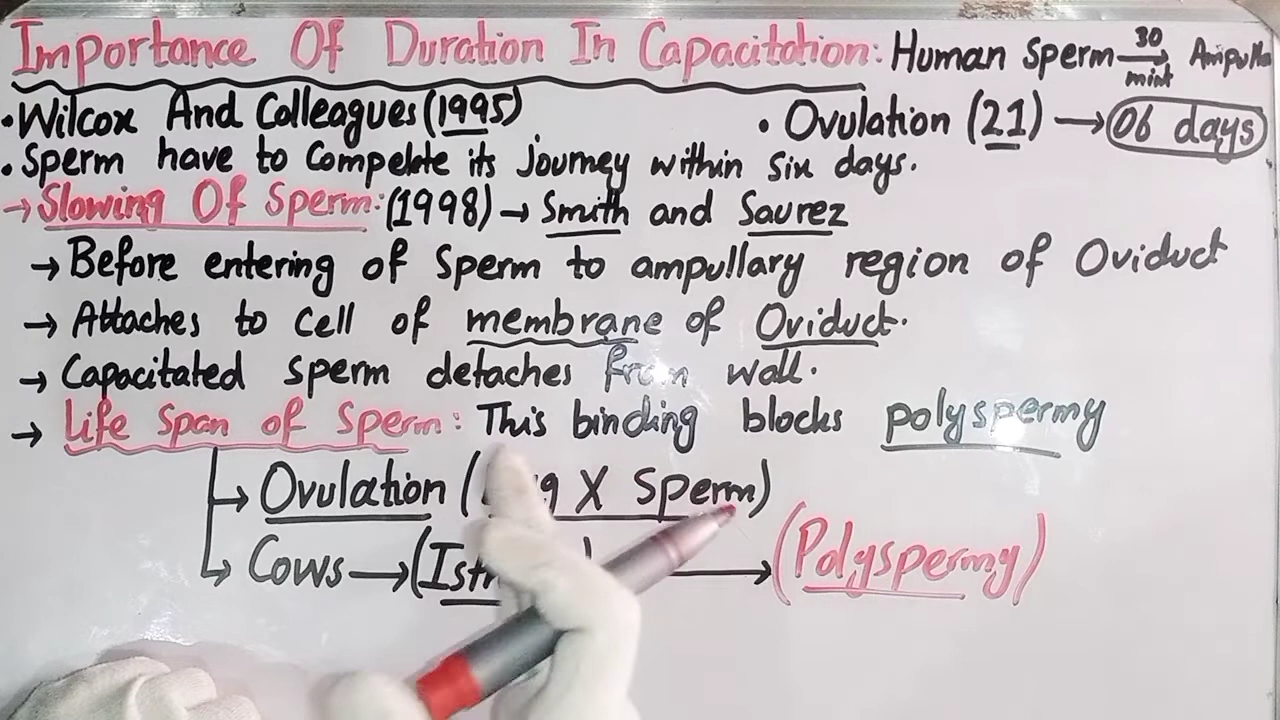 Importance Of Duration In Capacitation: Human Sperm 30 mint → Ampulla
• Wilcox And Colleagues (1995) • Ovulation (21) → 06 days
• Sperm have to Compelete its journey within six days.
→ Slowing Of Sperm: (1998) → Smith and Saurez
→ Before entering of Sperm to ampullary region of Oviduct
→ Attaches to cell of membrane of Oviduct.
→ Capacitated sperm detaches from wall.
→ Life Span of Sperm: This binding blocks polyspermy
→ Ovulation ( X Sperm)
→ Cows → ( → (Polyspermy)